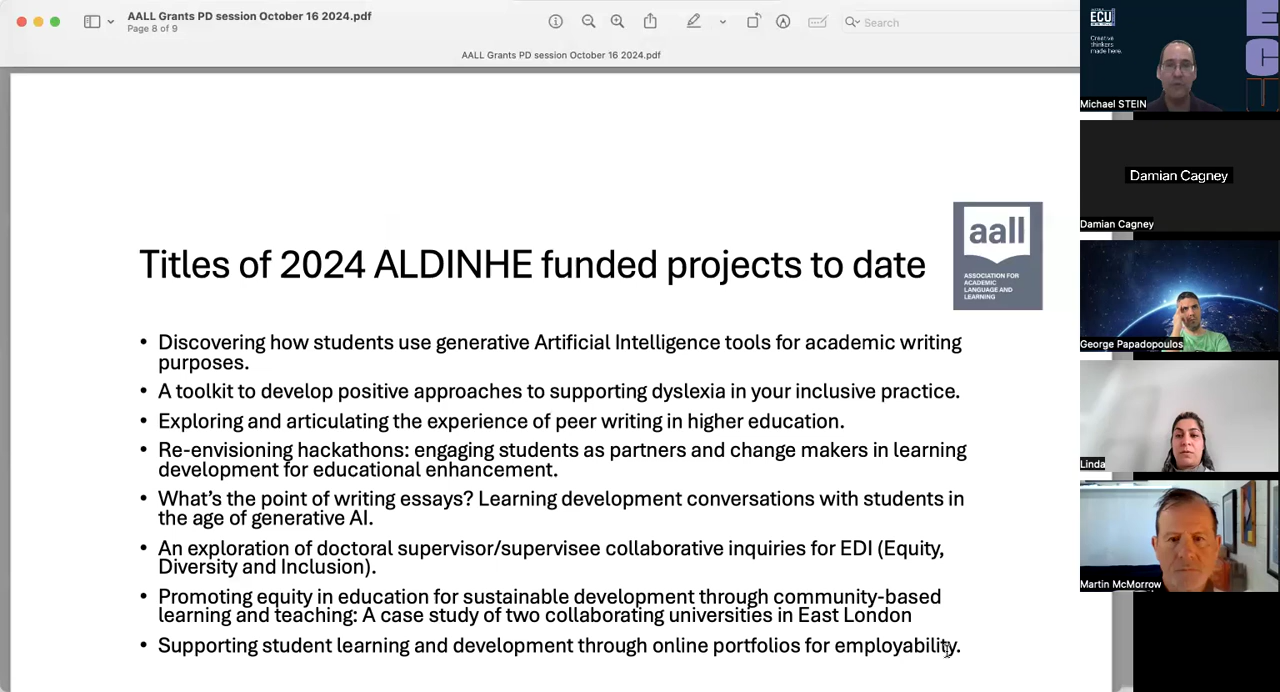 AALL Grants PD session October 16 2024.pdf
Page 8 of 9
Search
AALL Grants PD session October 16 2024.pdf
Titles of 2024 ALDINHE funded projects to date
aall
ASSOCIATION FOR
ACADEMIC
LANGUAGE AND
LEARNING
• Discovering how students use generative Artificial Intelligence tools for academic writing
purposes.
• A toolkit to develop positive approaches to supporting dyslexia in your inclusive practice.
• Exploring and articulating the experience of peer writing in higher education.
• Re-envisioning hackathons: engaging students as partners and change makers in learning
development for educational enhancement.
• What's the point of writing essays? Learning development conversations with students in
the age of generative AI.
• An exploration of doctoral supervisor/supervisee collaborative inquiries for EDI (Equity,
Diversity and Inclusion).
• Promoting equity in education for sustainable development through community-based
learning and teaching: A case study of two collaborating universities in East London
• Supporting student learning and development through online portfolios for employability.
ECU
Creative
thinkers
made here.
E
C
U
Michael STEIN
Damian Cagney
Damian Cagney
George Papadopoulos
Linda
Martin McMorrow